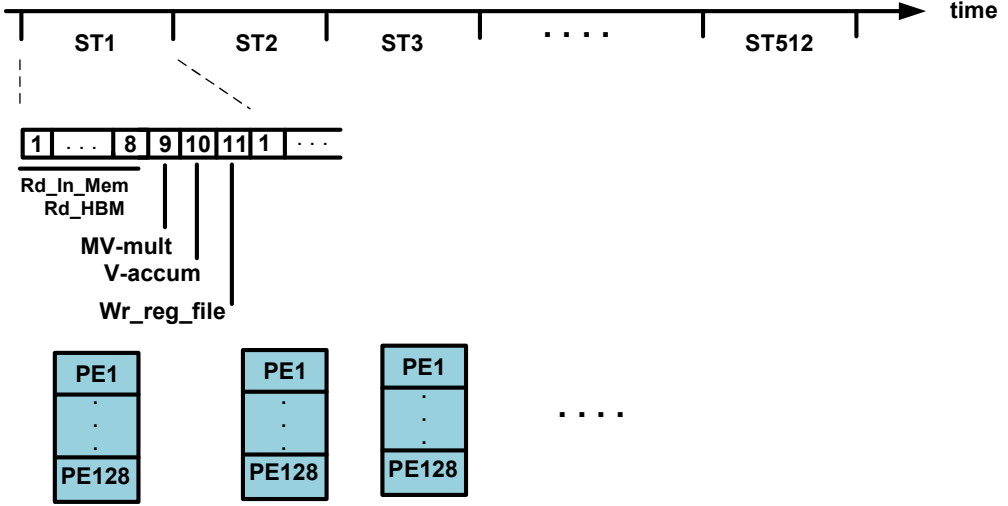 time
ST1 ST2 ST3 . . . . ST512
1 . . . 8 9 10 11 1 . . .
Rd_In_Mem
Rd_HBM
MV-mult
V-accum
Wr_reg_file
PE1 PE1 PE1
. . .
. . . . . . .
. . .
PE128 PE128 PE128